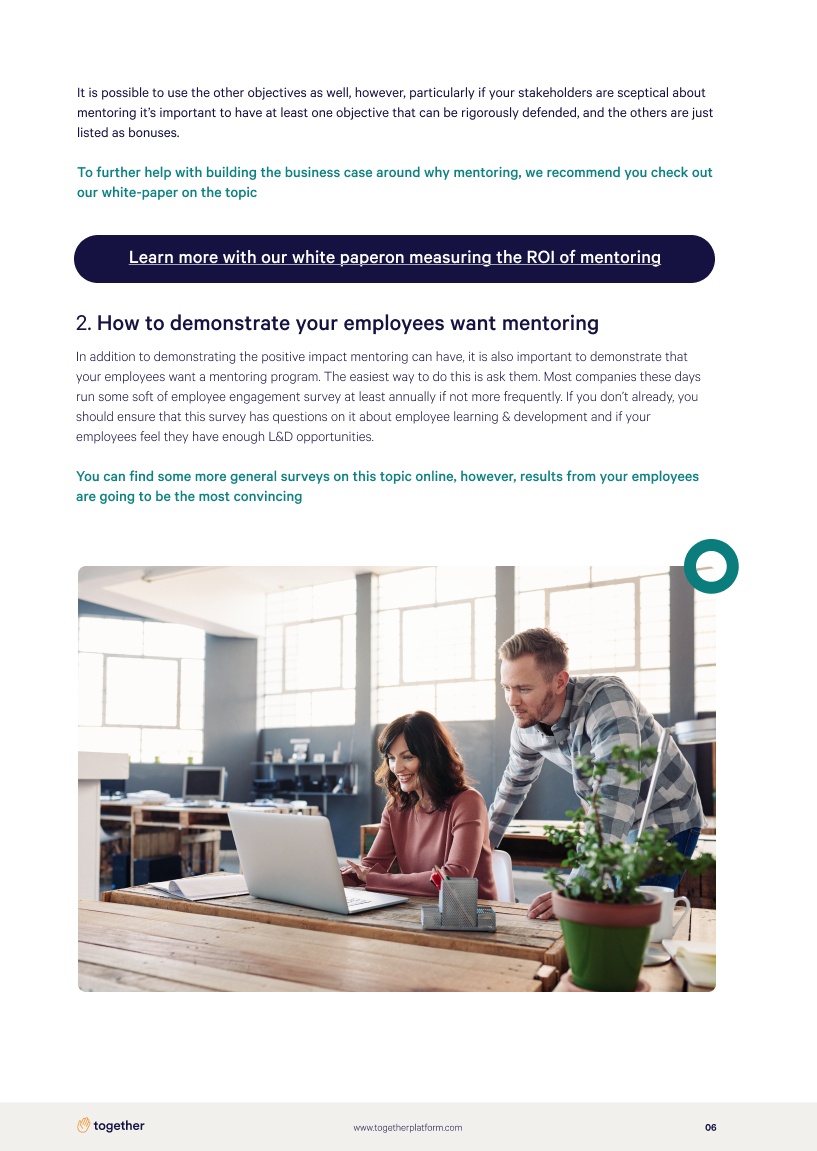 It is possible to use the other objectives as well, however, particularly if your stakeholders are sceptical about
mentoring it’s important to have at least one objective that can be rigorously defended, and the others are just
listed as bonuses.
To further help with building the business case around why mentoring, we recommend you check out
our white-paper on the topic
Learn more with our white paperon measuring the ROI of mentoring
2. How to demonstrate your employees want mentoring
In addition to demonstrating the positive impact mentoring can have, it is also important to demonstrate that
your employees want a mentoring program. The easiest way to do this is ask them. Most companies these days
run some soft of employee engagement survey at least annually if not more frequently. If you don’t already, you
should ensure that this survey has questions on it about employee learning & development and if your
employees feel they have enough L&D opportunities.
You can find some more general surveys on this topic online, however, results from your employees
are going to be the most convincing
together
www.togetherplatform.com
06